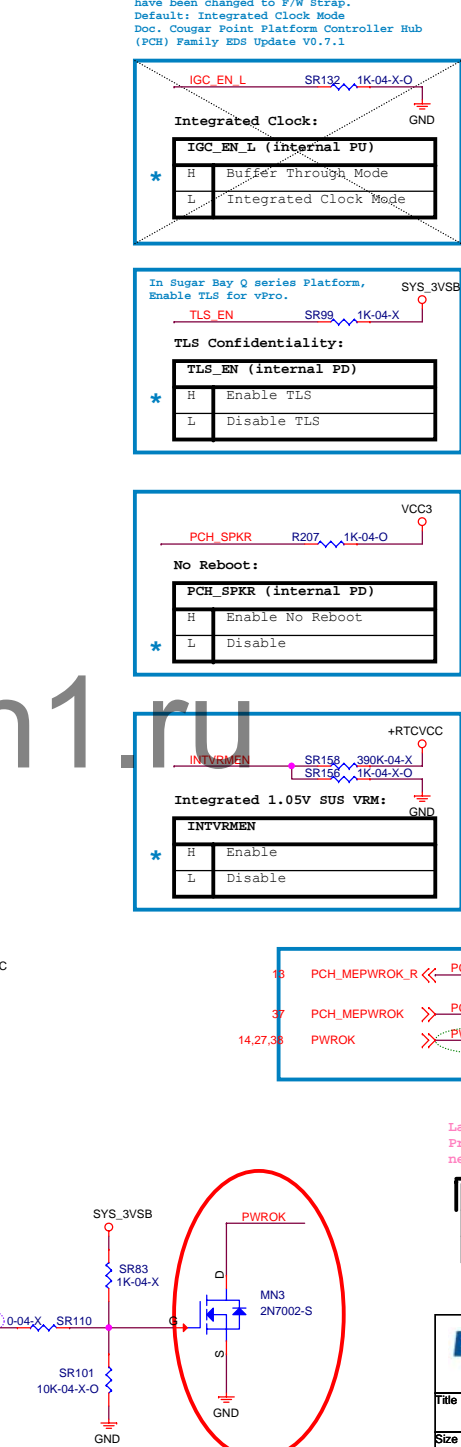 have been changed to F/W strap.
Default: Integrated Clock Mode
Doc. Cougar Point Platform Controller Hub
(PCH) Family EDS Update V0.7.1
IGC_EN_L SR132 1K-04-X-O
GND
Integrated Clock:
IGC_EN_L (internal PU)
* H Buffer Through Mode
L Integrated Clock Mode
In Sugar Bay Q series Platform,
Enable TLS for vPro.
SYS_3VSB
TLS_EN SR99 1K-04-X
TLS Confidentiality:
TLS_EN (internal PD)
* H Enable TLS
L Disable TLS
VCC3
PCH_SPKR R207 1K-04-O
No Reboot:
PCH_SPKR (internal PD)
H Enable No Reboot
* L Disable
n1.ru
+RTCVCC
INTVRMEN SR158 390K-04-X
SR156 1K-04-X-O
GND
Integrated 1.05V SUS VRM:
INTVRMEN
* H Enable
L Disable
C
13 PCH_MEPWROK_R
37 PCH_MEPWROK
14,27,38 PWROK
SYS_3VSB
PWROK
SR83
1K-04-X
D
MN3
2N7002-S
0-04-X SR110
G
S
SR101
10K-04-X-O
GND
GND
Title
Size